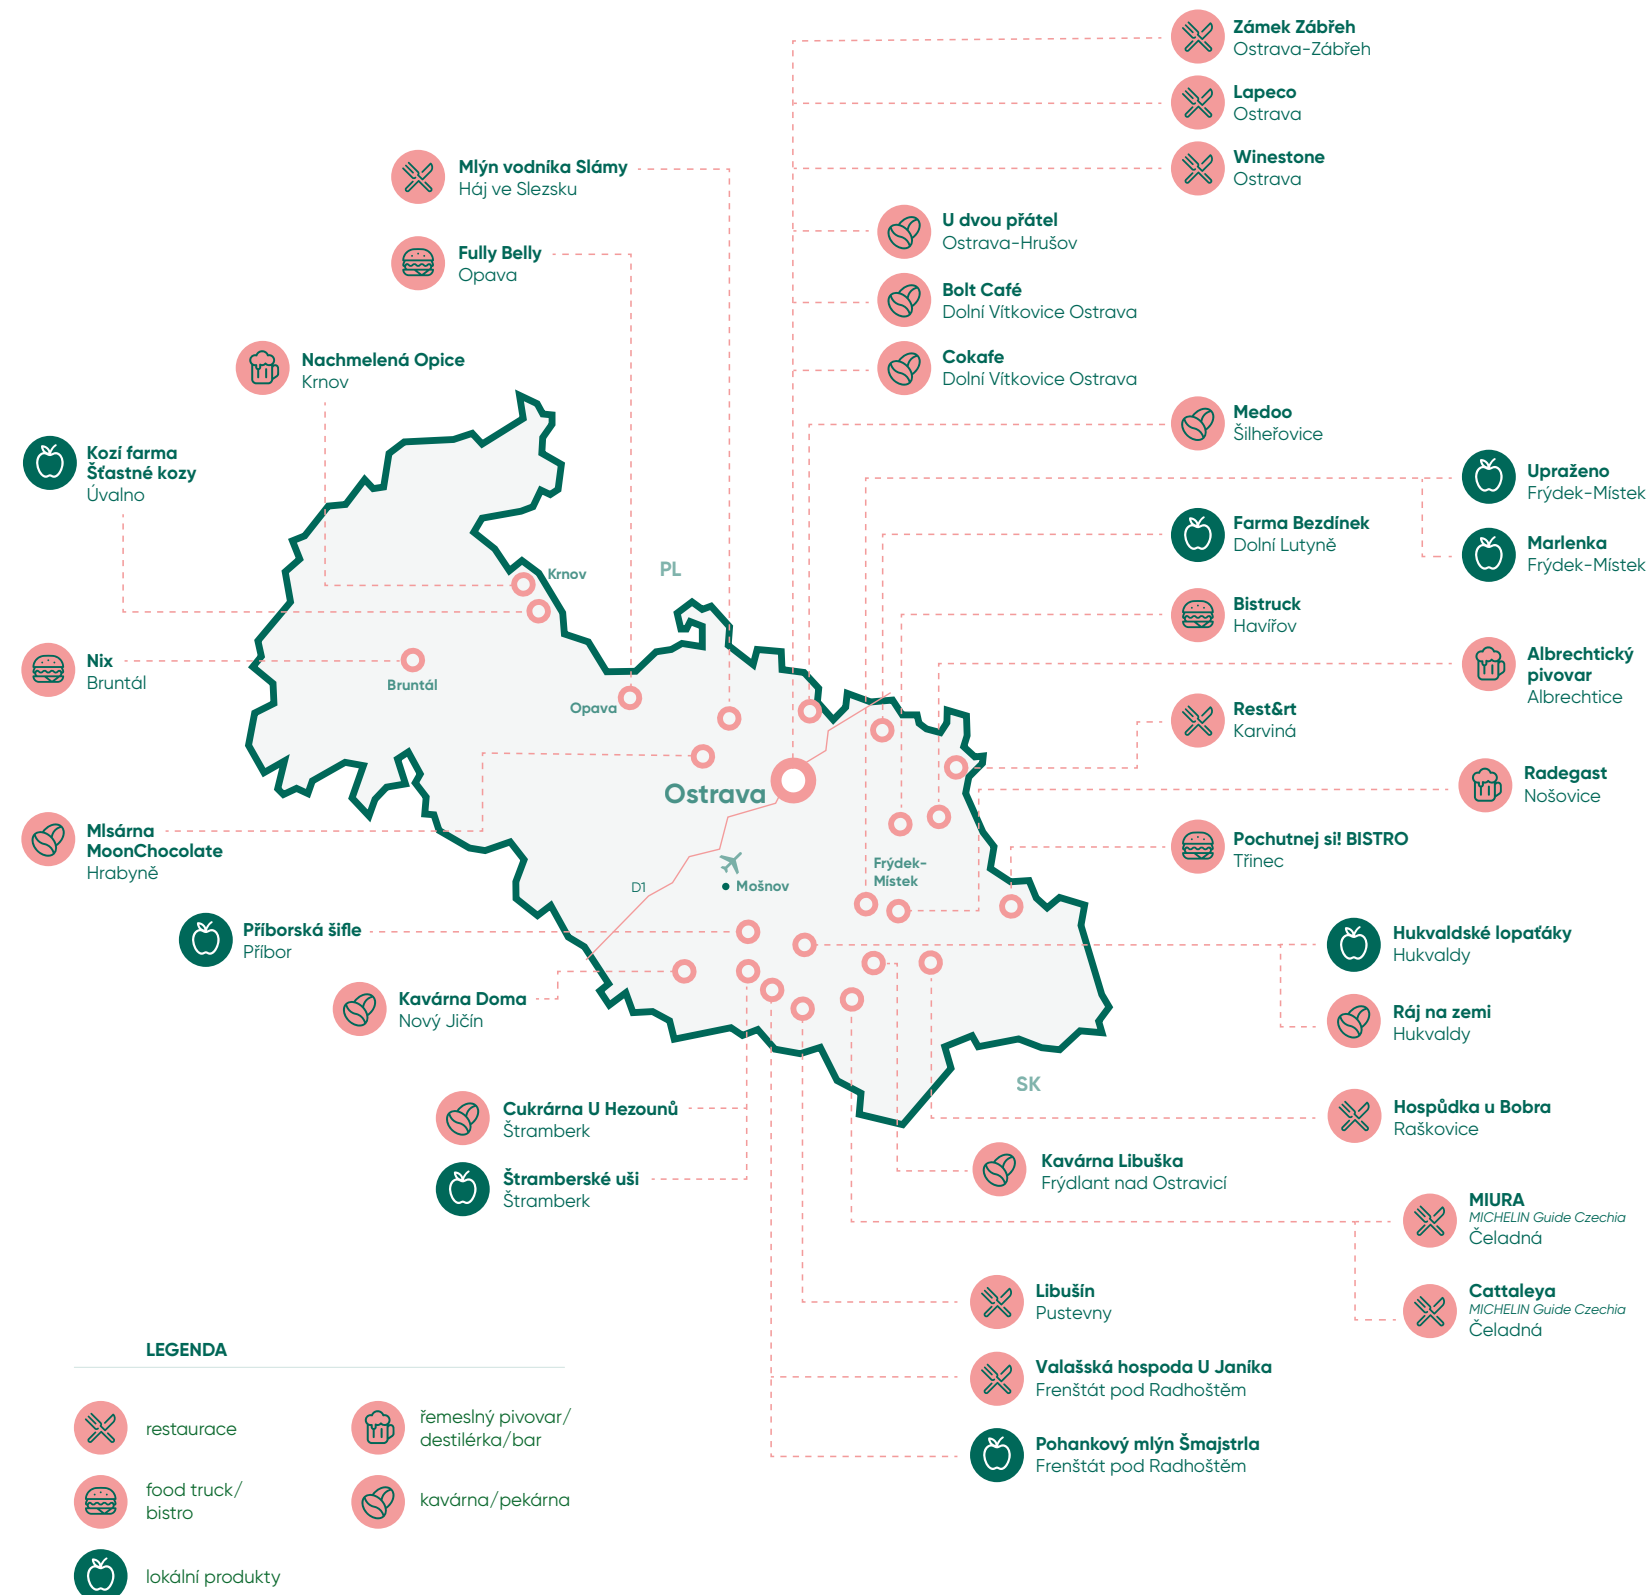 Zámek Zábřeh
Ostrava-Zábřeh
Lapeco
Ostrava
Winestone
Ostrava
Mlýn vodníka Slámy
Háj ve Slezsku
U dvou přátel
Ostrava-Hrušov
Fully Belly
Opava
Bolt Café
Dolní Vítkovice Ostrava
Nachmelená Opice
Krnov
Cokafe
Dolní Vítkovice Ostrava
Medoo
Šilheřovice
Kozí farma
Šťastné kozy
Úvalno
Upraženo
Frýdek-Místek
Farma Bezdínek
Dolní Lutyně
Marlenka
Frýdek-Místek
Krnov
PL
Bistruck
Havířov
Nix
Bruntál
Bruntál
Opava
Albrechtický
pivovar
Albrechtice
Rest&rt
Karviná
Ostrava
Radegast
Nošovice
Mlsárna
MoonChocolate
Hrabyně
Pochutnej si! BISTRO
Třinec
Frýdek-
Místek
D1
Mošnov
Příborská šifle
Příbor
Hukvaldské lopaťáky
Hukvaldy
Kavárna Doma
Nový Jičín
Ráj na zemi
Hukvaldy
SK
Cukrárna U Hezounů
Štramberk
Hospůdka u Bobra
Raškovice
Štramberské uši
Štramberk
Kavárna Libuška
Frýdlant nad Ostravicí
MIURA
MICHELIN Guide Czechia
Čeladná
Libušín
Pustevny
Cattaleya
MICHELIN Guide Czechia
Čeladná
Valašská hospoda U Janíka
Frenštát pod Radhoštěm
Pohankový mlýn Šmajstrla
Frenštát pod Radhoštěm
LEGENDA
restaurace
řemeslný pivovar/
destilérka/bar
food truck/
bistro
kavárna/pekárna
lokální produkty